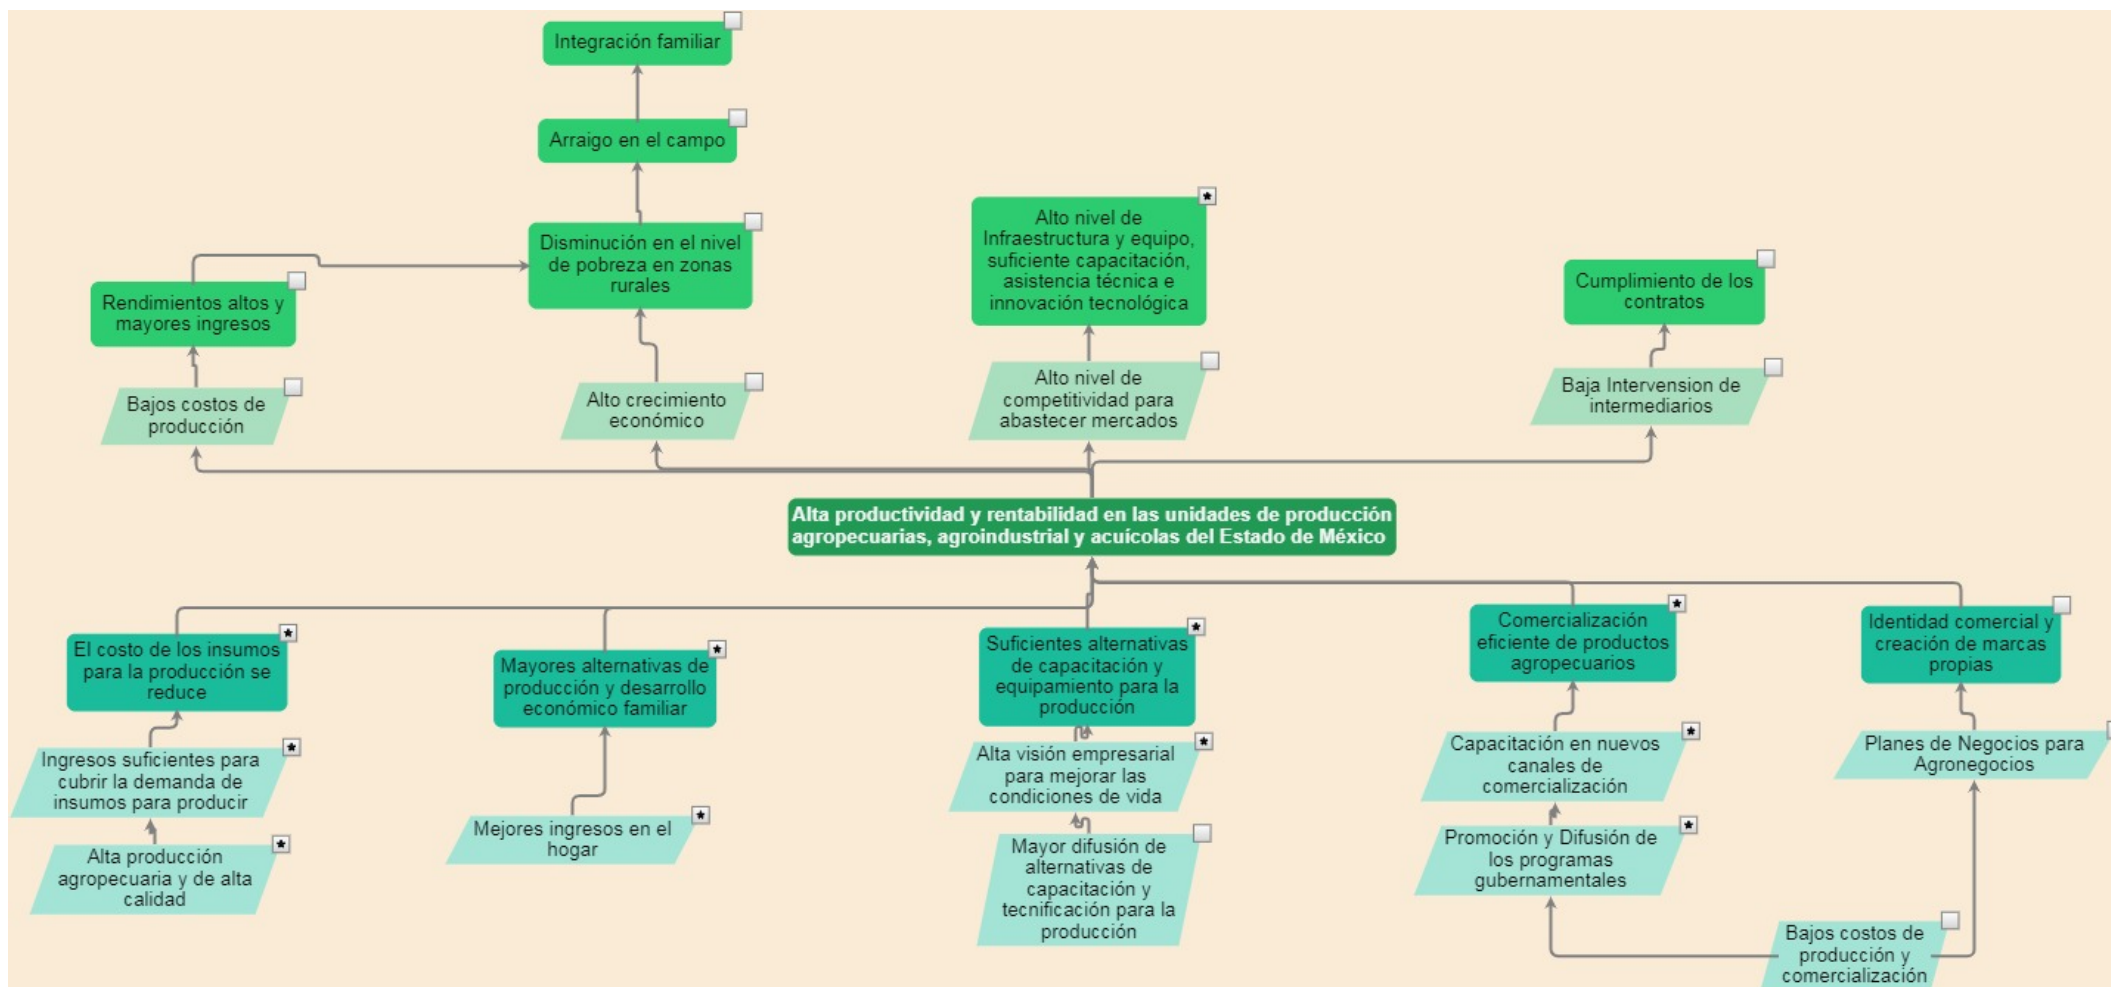 Integración familiar
Arraigo en el campo
Disminución en el nivel
de pobreza en zonas
rurales
Rendimientos altos y
mayores ingresos
Alto nivel de
Infraestructura y equipo,
suficiente capacitación,
asistencia técnica e
innovación tecnológica
Cumplimiento de los
contratos
Bajos costos de
producción
Alto crecimiento
económico
Alto nivel de
competitividad para
abastecer mercados
Baja Intervension de
intermediarios
Alta productividad y rentabilidad en las unidades de producción
agropecuarias, agroindustrial y acuícolas del Estado de México
El costo de los insumos
para la producción se
reduce
Mayores alternativas de
producción y desarrollo
económico familiar
Suficientes alternativas
de capacitación y
equipamiento para la
producción
Comercialización
eficiente de productos
agropecuarios
Identidad comercial y
creación de marcas
propias
Ingresos suficientes para
cubrir la demanda de
insumos para producir
Mejores ingresos en el
hogar
Alta visión empresarial
para mejorar las
condiciones de vida
Capacitación en nuevos
canales de
comercialización
Planes de Negocios para
Agronegocios
Alta producción
agropecuaria y de alta
calidad
Mayor difusión de
alternativas de
capacitación y
tecnificación para la
producción
Promoción y Difusión de
los programas
gubernamentales
Bajos costos de
producción y
comercialización